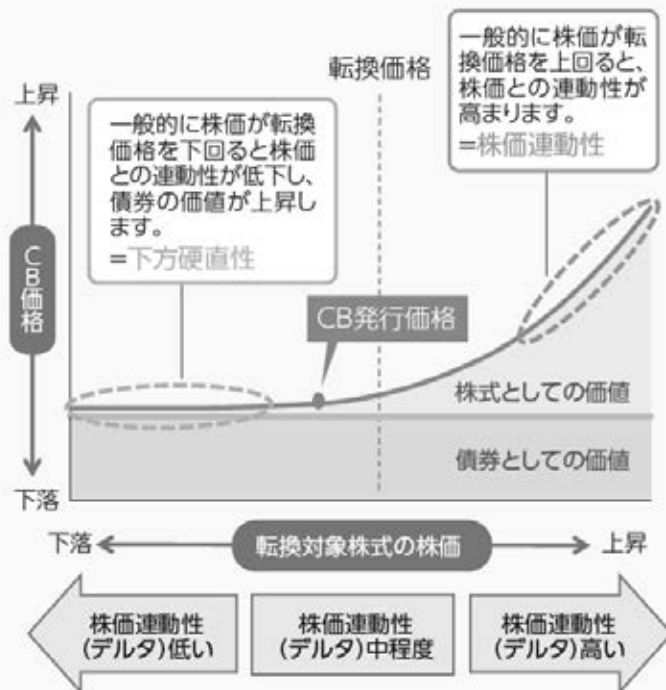 一般的に株価が転
換価格を上回ると、
株価との連動性が
高まります。
=株価連動性
転換価格
上昇
一般的に株価が転換
価格を下回ると株価
との連動性が低下し、
債券の価値が上昇し
ます。
=下方硬直性
CB価格
CB発行価格
株式としての価値
債券としての価値
下落
下落
転換対象株式の株価
上昇
株価連動性
(デルタ)低い
株価連動性
(デルタ)中程度
株価連動性
(デルタ)高い